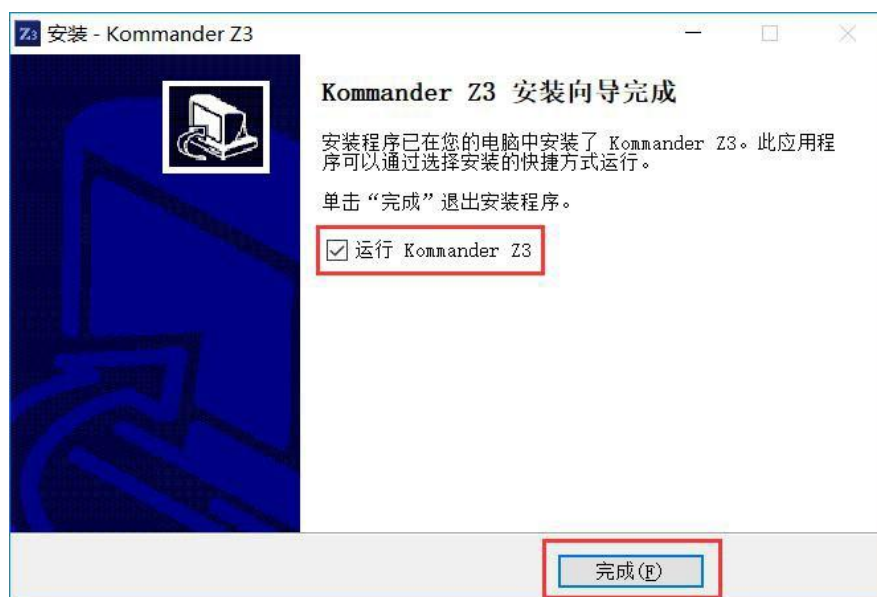 Z3 安装 - Kommander Z3
Kommander Z3 安装向导完成
安装程序已在您的电脑中安装了 Kommander Z3。此应用程
序可以通过选择安装的快捷方式运行。
单击“完成”退出安装程序。
运行 Kommander Z3
完成(F)